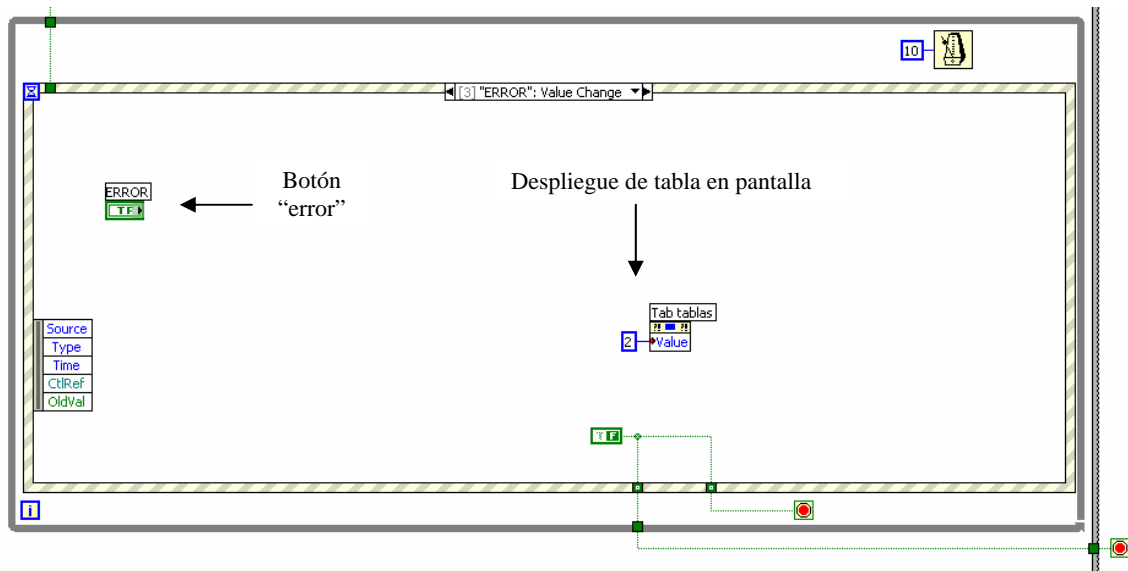 10
[3] "ERROR": Value Change
Botón
“error”
Despliegue de tabla en pantalla
ERROR
TF
Tab tablas
2
Value
Source
Type
Time
CtlRef
OldVal
F
i